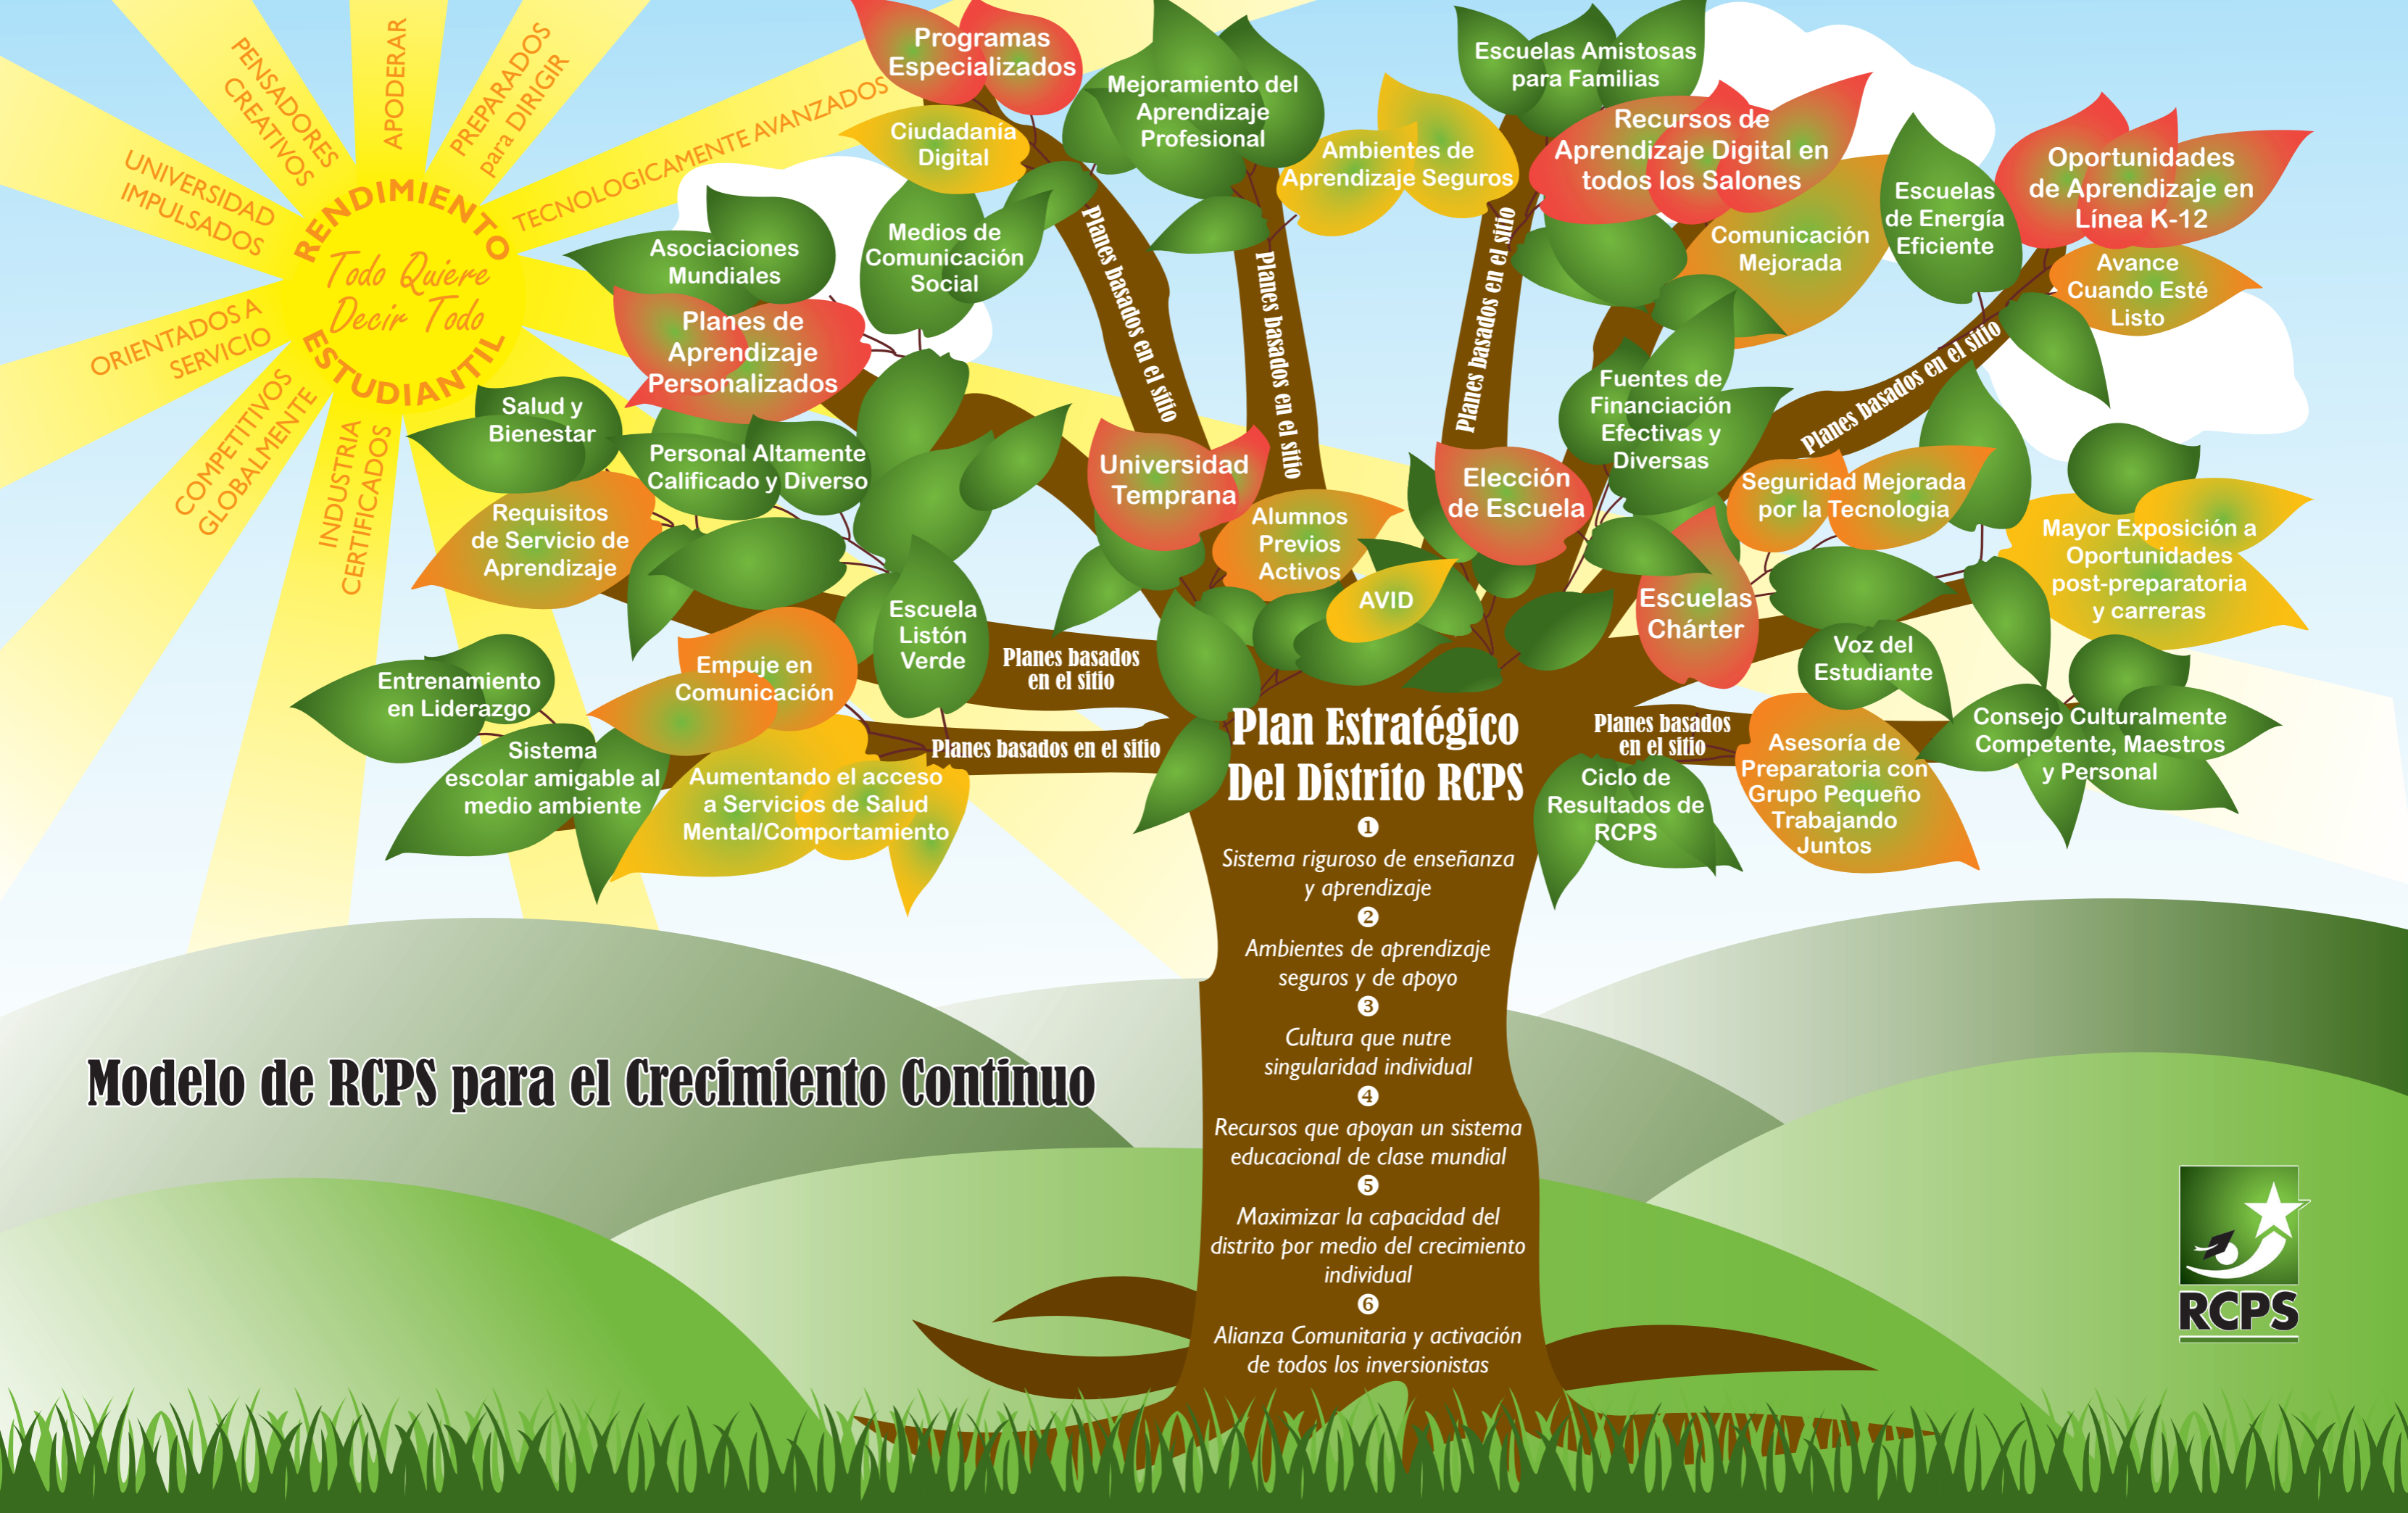 PENSADORES
CREATIVOS
APODERAR
PREPARADOS
para DIRIGIR
TECNOLOGICAMENTE AVANZADOS
UNIVERSIDAD
IMPULSADOS
RENDIMIENTO
Todo Quiere
Decir Todo
ESTUDIANTIL
ORIENTADOS A
SERVICIO
COMPETITIVOS
GLOBALMENTE
INDUSTRIA
CERTIFICADOS
Programas
Especializados
Ciudadanía
Digital
Mejoramiento del
Aprendizaje
Profesional
Ambientes de
Aprendizaje Seguros
Escuelas Amistosas
para Familias
Recursos de
Aprendizaje Digital en
todos los Salones
Comunicación
Mejorada
Escuelas
de Energía
Eficiente
Oportunidades
de Aprendizaje en
Línea K-12
Avance
Cuando Esté
Listo
Asociaciones
Mundiales
Medios de
Comunicación
Social
Planes de
Aprendizaje
Personalizados
Planes basados en el sitio
Planes basados en el sitio
Planes basados en el sitio
Planes basados en el sitio
Salud y
Bienestar
Personal Altamente
Calificado y Diverso
Requisitos
de Servicio de
Aprendizaje
Universidad
Temprana
Alumnos
Previos
Activos
AVID
Elección
de Escuela
Fuentes de
Financiación
Efectivas y
Diversas
Seguridad Mejorada
por la Tecnologia
Mayor Exposición a
Oportunidades
post-preparatoria
y carreras
Escuelas
Chárter
Voz del
Estudiante
Escuela
Listón
Verde
Planes basados
en el sitio
Empuje en
Comunicación
Entrenamiento
en Liderazgo
Sistema
escolar amigable al
medio ambiente
Aumentando el acceso
a Servicios de Salud
Mental/Comportamiento
Planes basados en el sitio
Planes basados
en el sitio
Ciclo de
Resultados de
RCPS
Asesoría de
Preparatoria con
Grupo Pequeño
Trabajando
Juntos
Consejo Culturalmente
Competente, Maestros
y Personal
Plan Estratégico
Del Distrito RCPS
1
Sistema riguroso de enseñanza
y aprendizaje
2
Ambientes de aprendizaje
seguros y de apoyo
3
Cultura que nutre
singularidad individual
4
Recursos que apoyan un sistema
educacional de clase mundial
5
Maximizar la capacidad del
distrito por medio del crecimiento
individual
6
Alianza Comunitaria y activación
de todos los inversionistas
Modelo de RCPS para el Crecimiento Continuo
RCPS